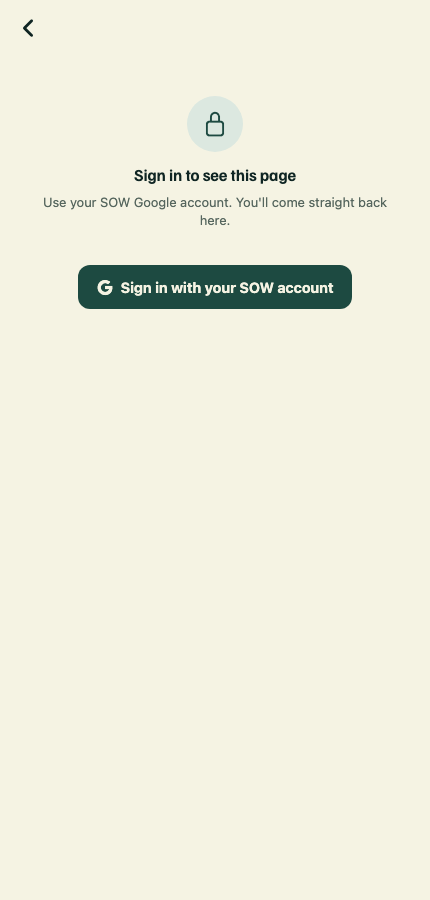 Sign in to see this page
Use your SOW Google account. You'll come straight back
here.
Sign in with your SOW account